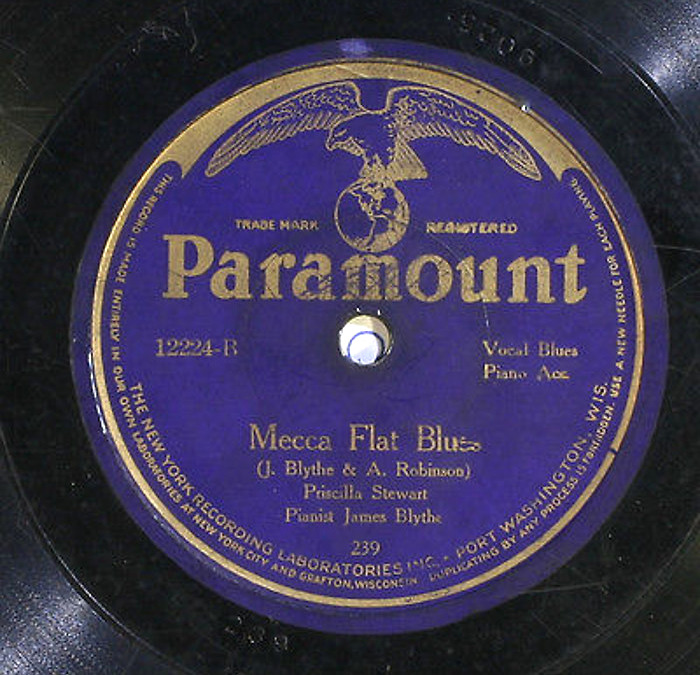 TRADE MARK REGISTERED
Paramount
12224-B
Vocal Blues
Piano Acc.
Mecca Flat Blues
(J. Blythe & A. Robinson)
Priscilla Stewart
Pianist James Blythe
239
THE NEW YORK RECORDING LABORATORIES INC. • PORT WASHINGTON, WIS.
THIS RECORD IS MADE ENTIRELY IN OUR OWN LABORATORIES AT NEW YORK CITY AND GRAFTON, WISCONSIN. DUPLICATING BY ANY PROCESS IS FORBIDDEN. USE A NEW NEEDLE FOR EACH PLAYING